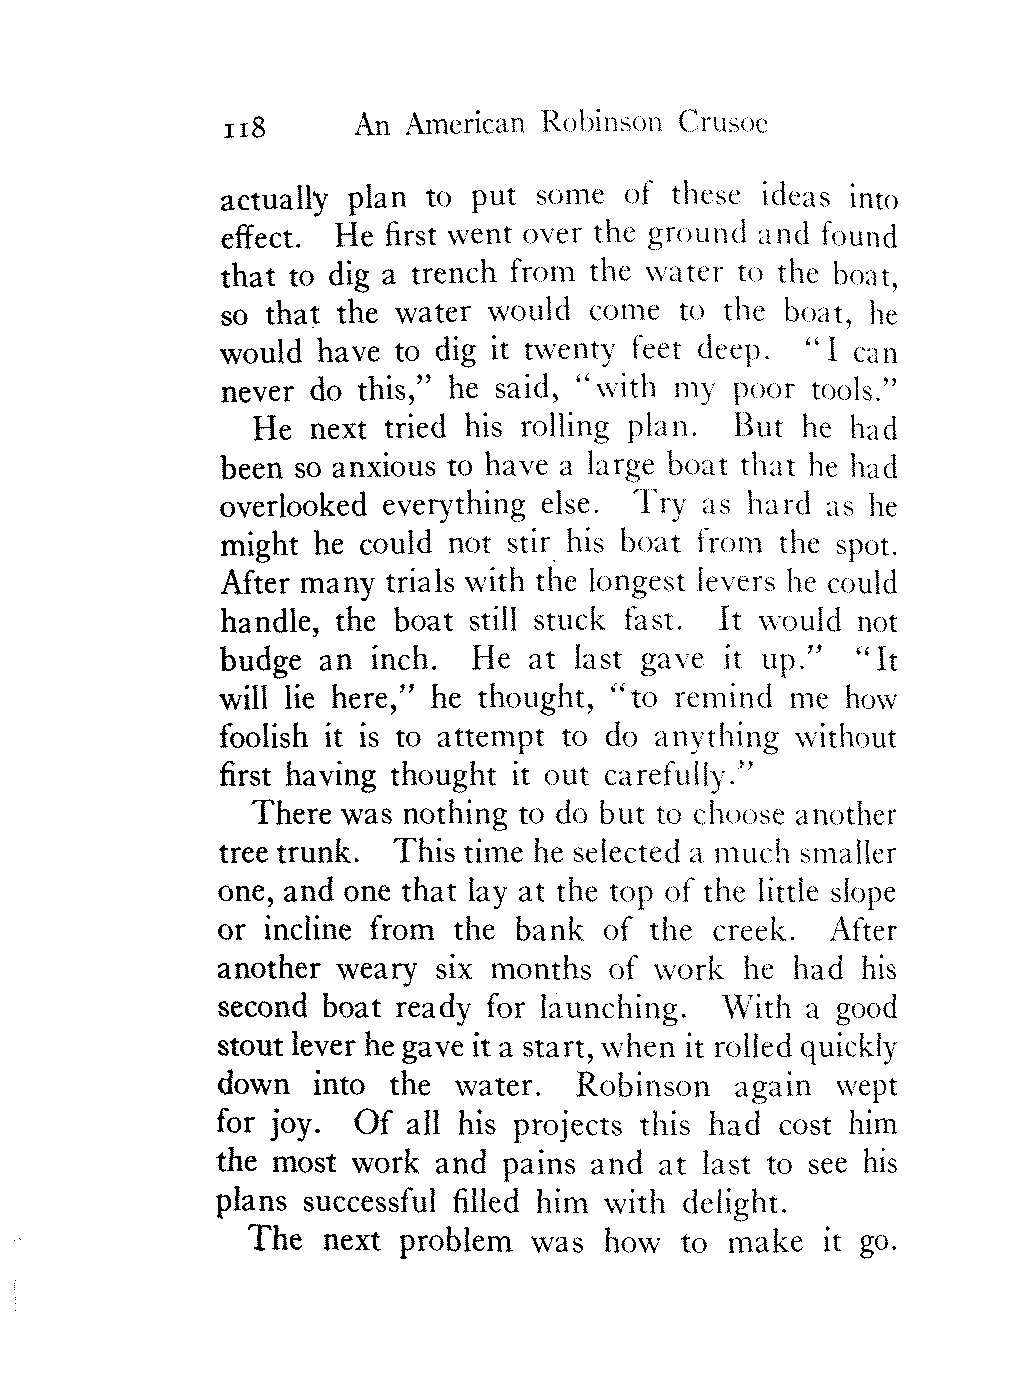 118 An American Robinson Crusoe
actually plan to put some of these ideas into
effect. He first went over the ground and found
that to dig a trench from the water to the boat,
so that the water would come to the boat, he
would have to dig it twenty feet deep. "I can
never do this," he said, "with my poor tools."
He next tried his rolling plan. But he had
been so anxious to have a large boat that he had
overlooked everything else. Try as hard as he
might he could not stir his boat from the spot.
After many trials with the longest levers he could
handle, the boat still stuck fast. It would not
budge an inch. He at last gave it up." "It
will lie here," he thought, "to remind me how
foolish it is to attempt to do anything without
first having thought it out carefully."
There was nothing to do but to choose another
tree trunk. This time he selected a much smaller
one, and one that lay at the top of the little slope
or incline from the bank of the creek. After
another weary six months of work he had his
second boat ready for launching. With a good
stout lever he gave it a start, when it rolled quickly
down into the water. Robinson again wept
for joy. Of all his projects this had cost him
the most work and pains and at last to see his
plans successful filled him with delight.
The next problem was how to make it go.